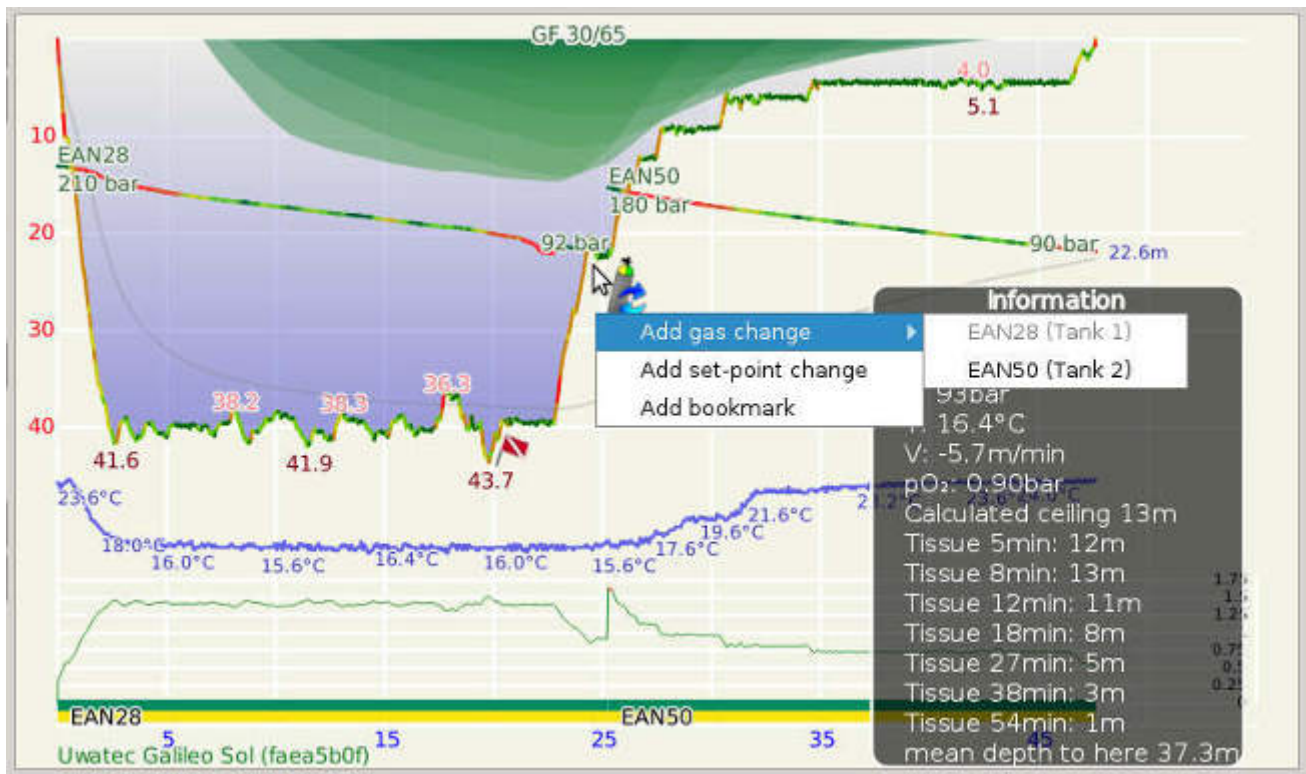 GF 30/65
4.0
5.1
10
EAN28
210 bar
EAN50
180 bar
20
92 bar
90 bar
22.6m
Information
30
Add gas change
EAN28 (Tank 1)
Add set-point change
EAN50 (Tank 2)
Add bookmark
93bar
16.4°C
38.2
38.3
36.3
40
41.6
41.9
43.7
V: -5.7m/min
pO₂: 0.90bar
23.6°C
18.0°C
16.0°C
15.6°C
16.4°C
16.0°C
15.6°C
17.6°C
19.6°C
21.6°C
Calculated ceiling 13m
Tissue 5min: 12m
Tissue 8min: 13m
Tissue 12min: 11m
Tissue 18min: 8m
Tissue 27min: 5m
Tissue 38min: 3m
Tissue 54min: 1m
mean depth to here 37.3m
EAN28
EAN50
5
15
25
35
45
Uwatec Galileo Sol (faea5b0f)